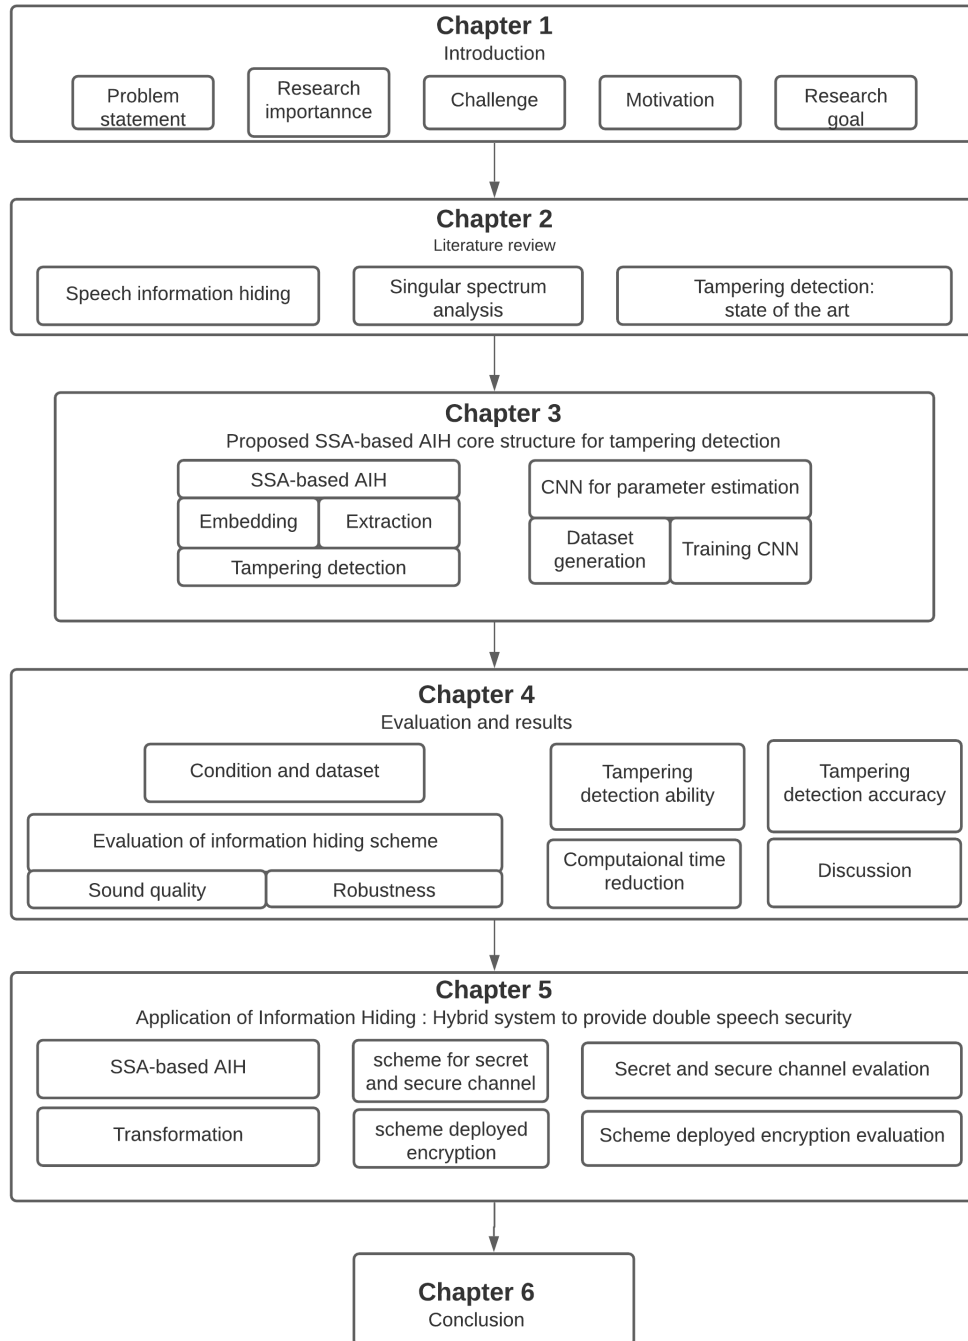 Chapter 1
Introduction
Problem
statement
Research
importannce
Challenge
Motivation
Research
goal
Chapter 2
Literature review
Speech information hiding
Singular spectrum
analysis
Tampering detection:
state of the art
Chapter 3
Proposed SSA-based AIH core structure for tampering detection
SSA-based AIH
Embedding
Extraction
Tampering detection
CNN for parameter estimation
Dataset
generation
Training CNN
Chapter 4
Evaluation and results
Condition and dataset
Evaluation of information hiding scheme
Sound quality
Robustness
Tampering
detection ability
Tampering
detection accuracy
Computaional time
reduction
Discussion
Chapter 5
Application of Information Hiding : Hybrid system to provide double speech security
SSA-based AIH
scheme for secret
and secure channel
Secret and secure channel evalation
Transformation
scheme deployed
encryption
Scheme deployed encryption evaluation
Chapter 6
Conclusion